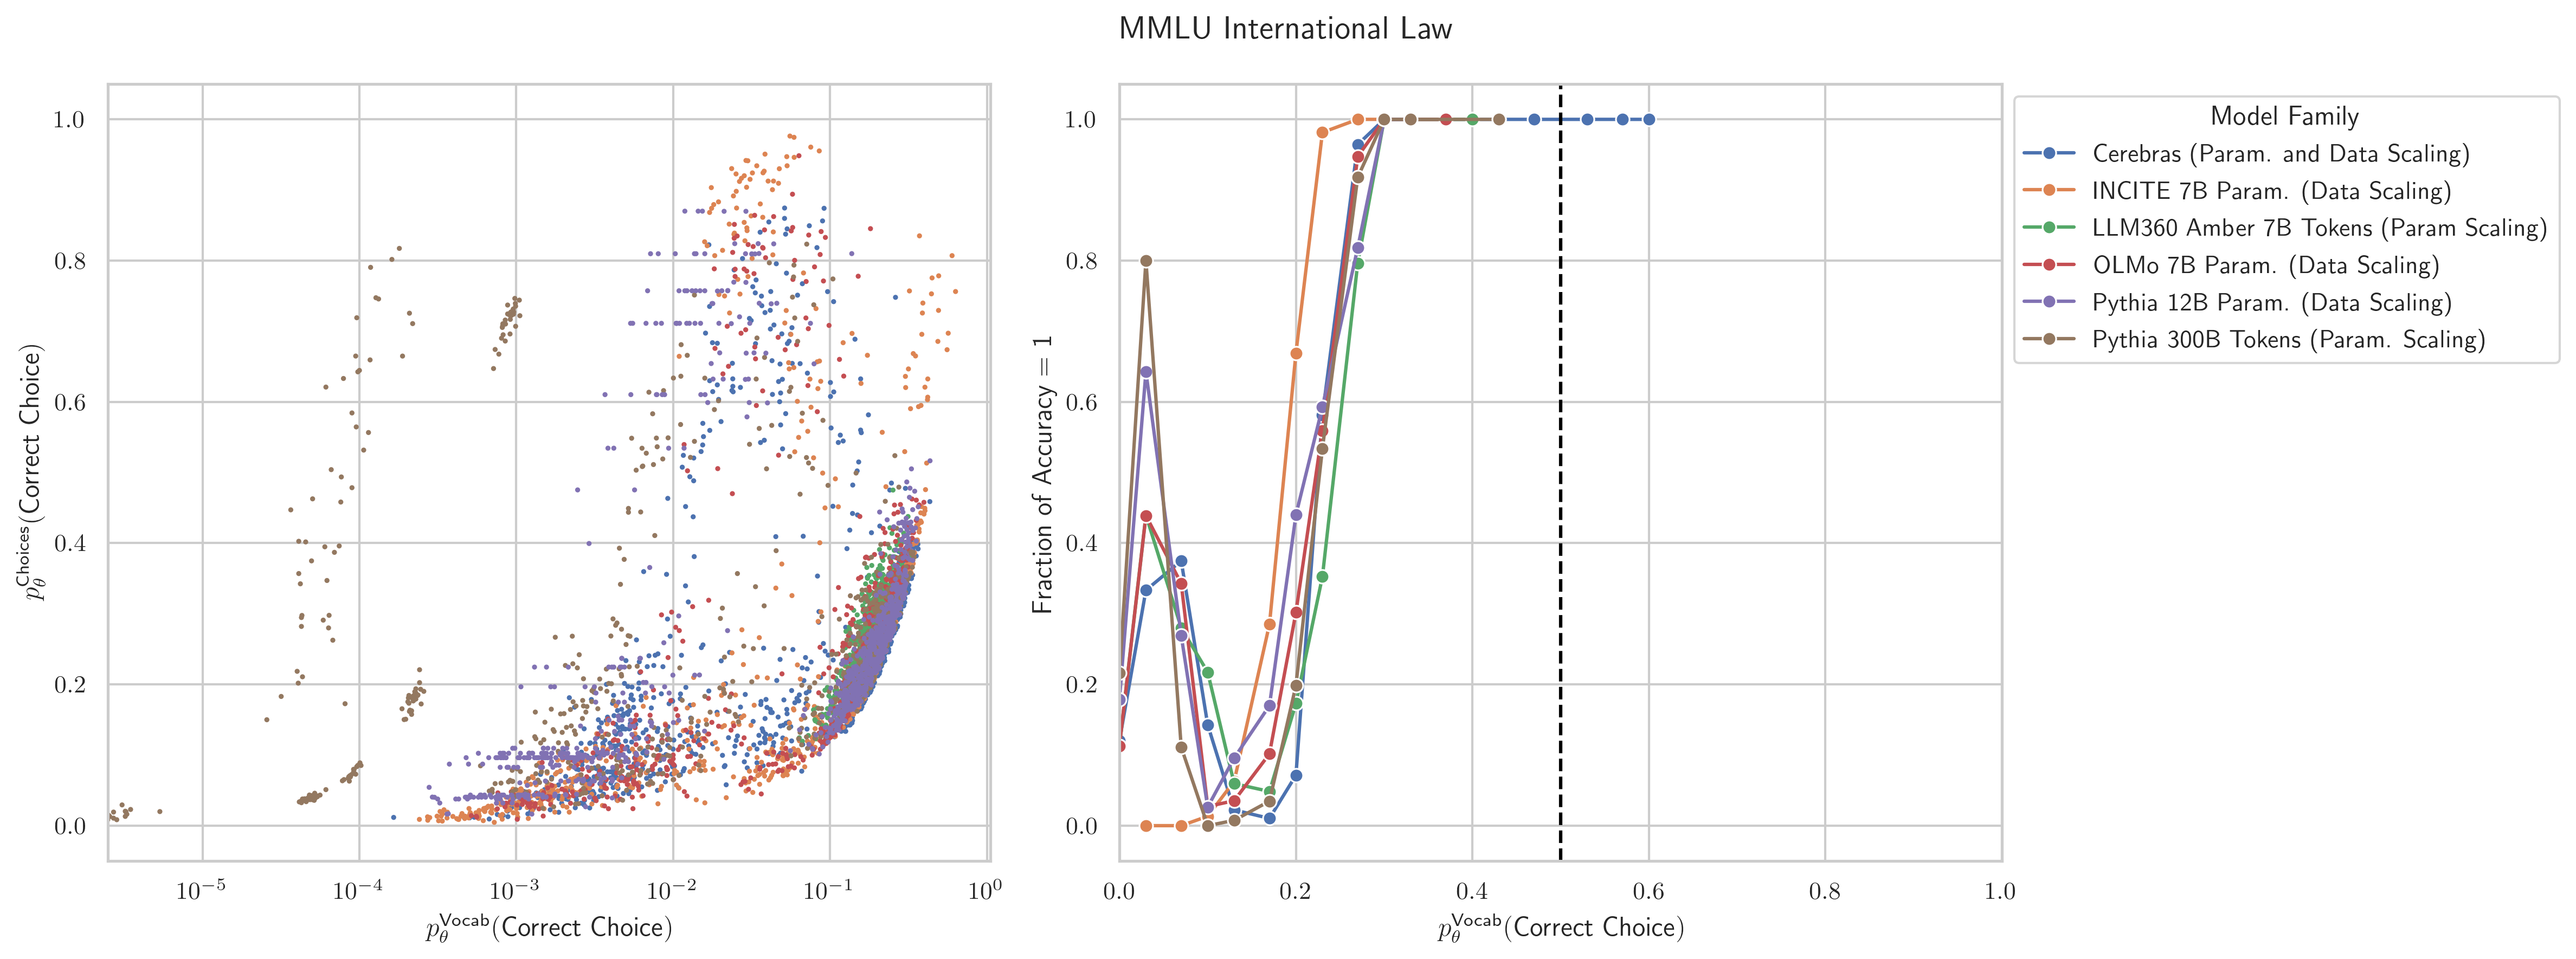 MMLU International Law
1.0
0.8
0.6
0.4
0.2
0.0
p_θ^Choices(Correct Choice)
10^−5 10^−4 10^−3 10^−2 10^−1 10^0
p_θ^Vocab(Correct Choice)
1.0
0.8
0.6
0.4
0.2
0.0
Fraction of Accuracy = 1
0.0 0.2 0.4 0.6 0.8 1.0
p_θ^Vocab(Correct Choice)
Model Family
Cerebras (Param. and Data Scaling)
INCITE 7B Param. (Data Scaling)
LLM360 Amber 7B Tokens (Param Scaling)
OLMo 7B Param. (Data Scaling)
Pythia 12B Param. (Data Scaling)
Pythia 300B Tokens (Param. Scaling)